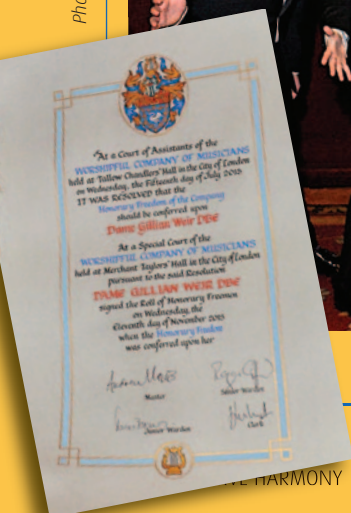 Pho
At a Court of Assistants of the
WORSHIPFUL COMPANY OF MUSICIANS
held at Tallow Chandlers' Hall in the City of London
on Wednesday, the Fifteenth day of July 2015
IT WAS RESOLVED that the
Honorary Freedom of the Company
should be conferred upon
Dame Gillian Weir DBE
At a Special Court of the
WORSHIPFUL COMPANY OF MUSICIANS
held at Merchant Taylors' Hall in the City of London
pursuant to the said Resolution
DAME GILLIAN WEIR DBE
signed the Roll of Honorary Freemen
on Wednesday, the
Eleventh day of November 2015
when the Honorary Freedom
was conferred upon her
Master
Senior Warden
Junior Warden
Clerk
VE HARMONY